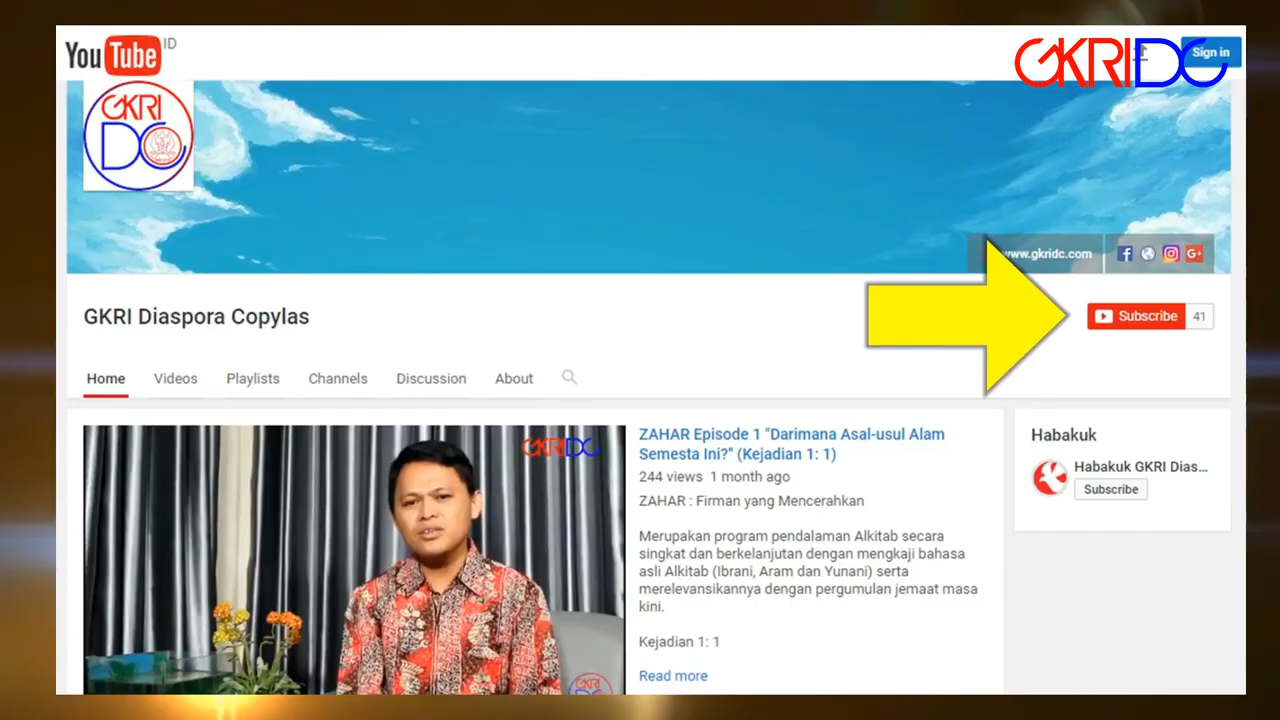 YouTube ID
GKRIDC
Sign in
GKRI
DC
www.gkridc.com
GKRI Diaspora Copylas
Subscribe 41
Home Videos Playlists Channels Discussion About
GKRIDC
ZAHAR Episode 1 "Darimana Asal-usul Alam
Semesta Ini?" (Kejadian 1: 1)
244 views 1 month ago
ZAHAR : Firman yang Mencerahkan
Merupakan program pendalaman Alkitab secara
singkat dan berkelanjutan dengan mengkaji bahasa
asli Alkitab (Ibrani, Aram dan Yunani) serta
merelevansikannya dengan pergumulan jemaat masa
kini.
Kejadian 1: 1
Read more
GKRI
Habakuk
Habakuk GKRI Dias...
Subscribe